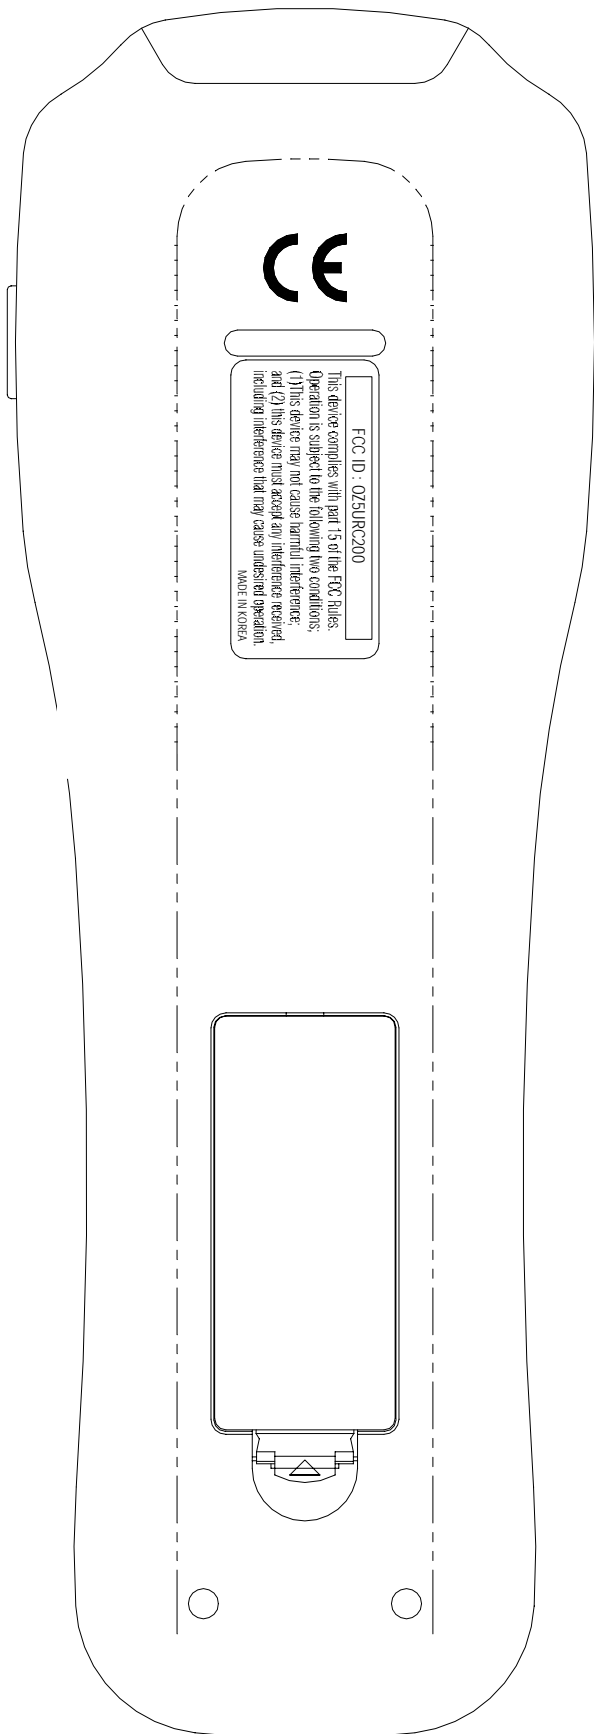 CE
FCC ID : OZ5URC200
This device complies with part 15 of the FCC Rules.
Operation is subject to the following two conditions;
(1)This device may not cause harmful interference;
and (2) this device must accept any interference received,
including interference that may cause undesired operation.
MADE IN KOREA